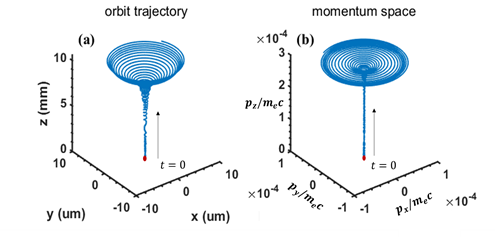 orbit trajectory
(a)
z (mm)
10
5
0
t = 0
10
0
-10
y (um)
-10
0
10
x (um)
momentum space
(b)
×10⁻⁴
p_z/m_ec
3
2
1
0
t = 0
1
×10⁻⁴
0
-1
p_y/m_ec
-1
0
1
×10⁻⁴
p_x/m_ec